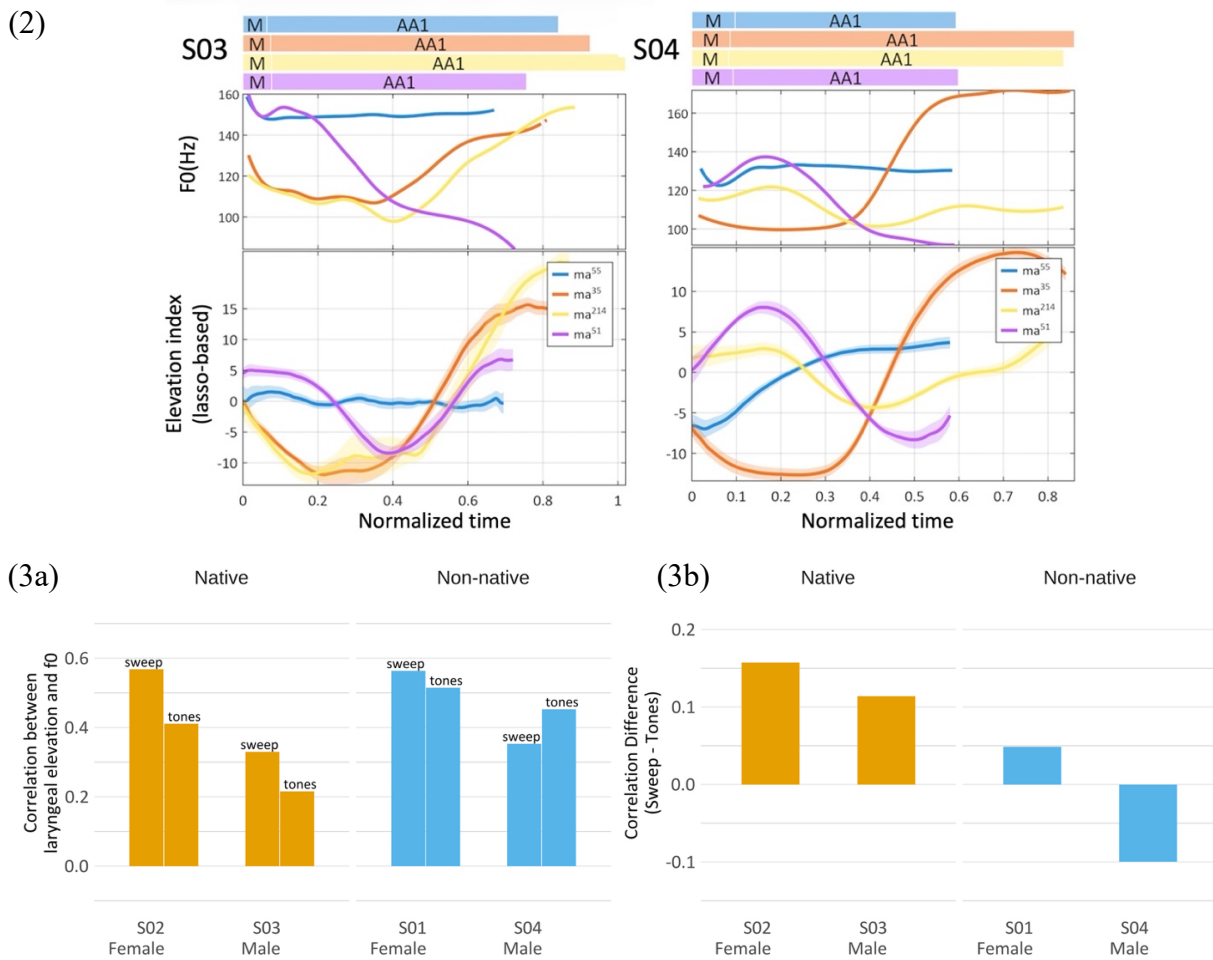 (2)
S03
M AA1
M AA1
M AA1
M AA1
F0(Hz)
160
140
120
100
Elevation index
(lasso-based)
15
5
0
-5
-10
ma⁵⁵
ma³⁵
ma²¹⁴
ma⁵¹
0 0.2 0.4 0.6 0.8 1
Normalized time
S04
M AA1
M AA1
M AA1
M AA1
160
140
120
100
10
5
0
-5
-10
ma⁵⁵
ma³⁵
ma²¹⁴
ma⁵¹
0 0.1 0.2 0.3 0.4 0.5 0.6 0.7 0.8
Normalized time
(3a)
Native Non-native
Correlation between
laryngeal elevation and f0
0.6
0.4
0.2
0.0
sweep
tones
sweep
tones
sweep
tones
sweep
tones
S02 S03 S01 S04
Female Male Female Male
(3b)
Native Non-native
Correlation Difference
(Sweep - Tones)
0.2
0.1
0.0
-0.1
S02 S03 S01 S04
Female Male Female Male